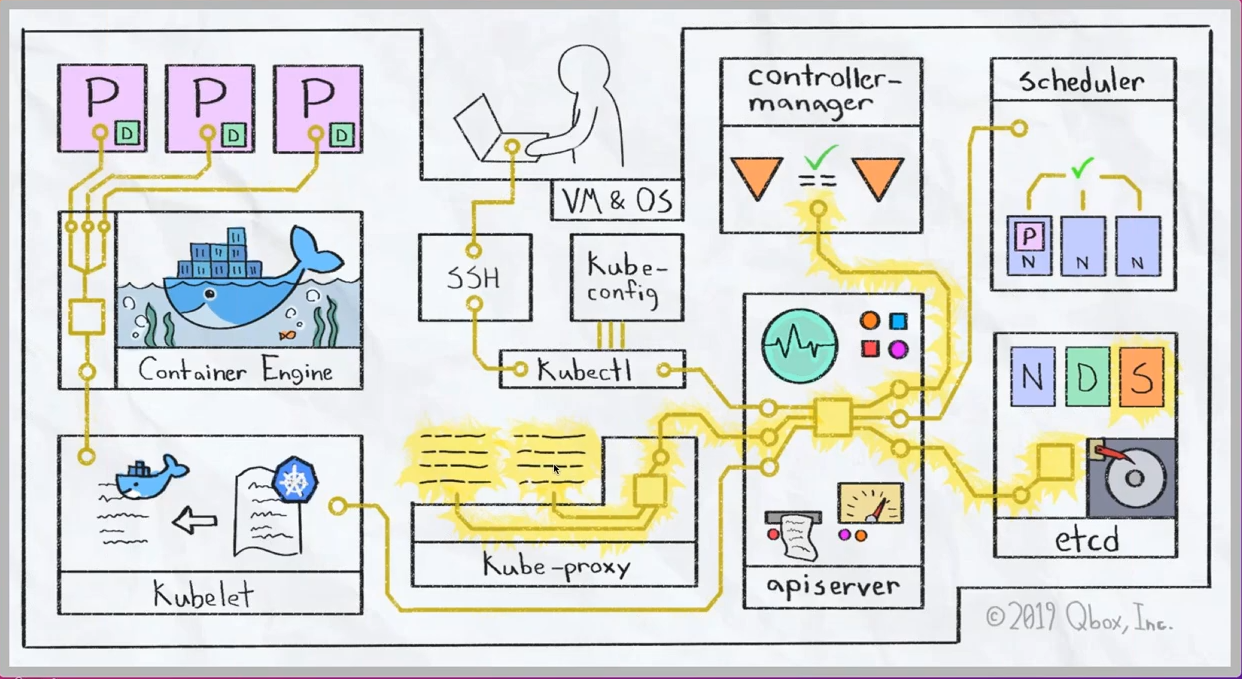 P
D
P
D
P
D
controller-
manager
scheduler
VM & OS
SSH
Kube-
config
P
N
N
N
Container Engine
Kubectl
N
D
S
Kube-proxy
Kubelet
apiserver
etcd
©2019 Qbox, Inc.